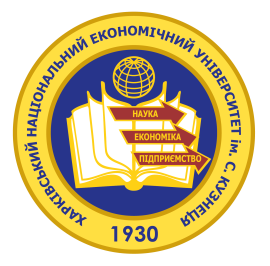 ХАРКІВСЬКИЙ НАЦІОНАЛЬНИЙ ЕКОНОМІЧНИЙ УНІВЕРСИТЕТ ім. С. КУЗНЕЦЯ
НАУКА
ЕКОНОМІКА
ПІДПРИЄМСТВО
1930